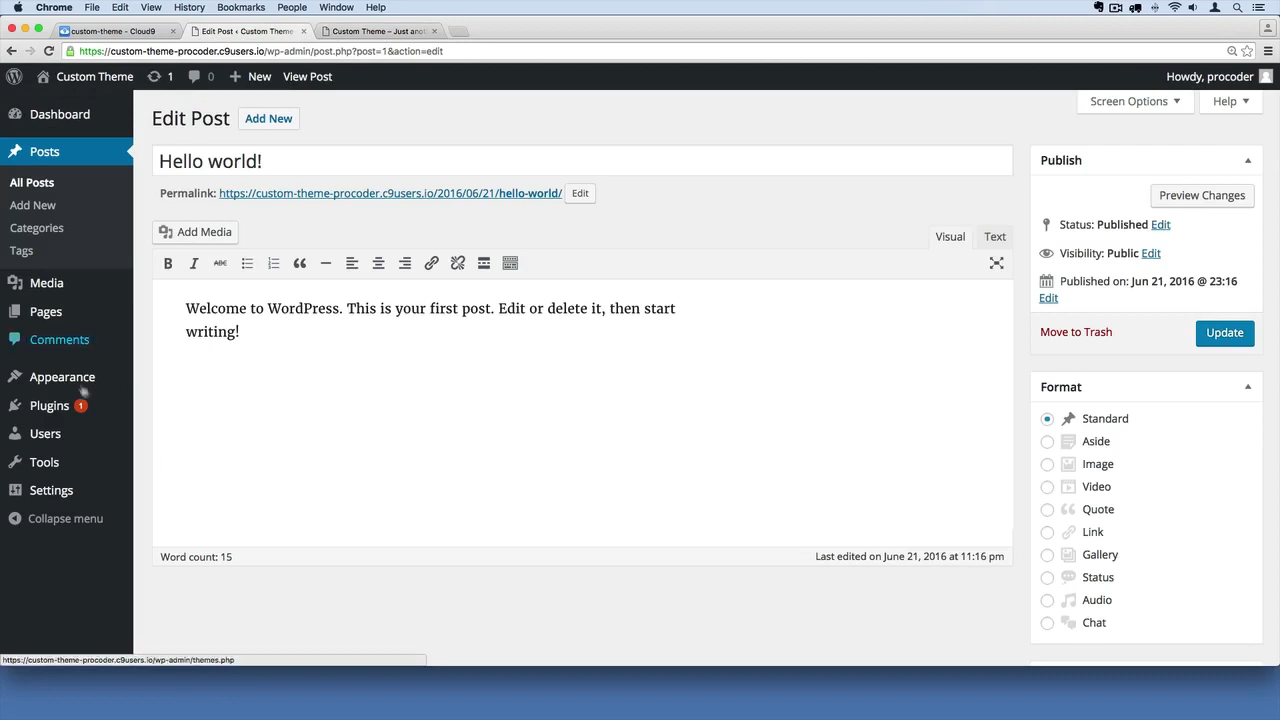 Chrome File Edit View History Bookmarks People Window Help
custom-theme - Cloud9
Edit Post ‹ Custom Theme
Custom Theme – Just anot
https://custom-theme-procoder.c9users.io/wp-admin/post.php?post=1&action=edit
Custom Theme 1 0 New View Post Howdy, procoder
Screen Options Help
Dashboard
Posts
All Posts
Add New
Categories
Tags
Media
Pages
Comments
Appearance
Plugins 1
Users
Tools
Settings
Collapse menu
Edit Post Add New
Hello world!
Permalink: https://custom-theme-procoder.c9users.io/2016/06/21/hello-world/ Edit
Add Media
Visual Text
B I ABC
Welcome to WordPress. This is your first post. Edit or delete it, then start
writing!
Word count: 15
Last edited on June 21, 2016 at 11:16 pm
Publish
Preview Changes
Status: Published Edit
Visibility: Public Edit
Published on: Jun 21, 2016 @ 23:16
Edit
Move to Trash
Update
Format
Standard
Aside
Image
Video
Quote
Link
Gallery
Status
Audio
Chat
https://custom-theme-procoder.c9users.io/wp-admin/themes.php